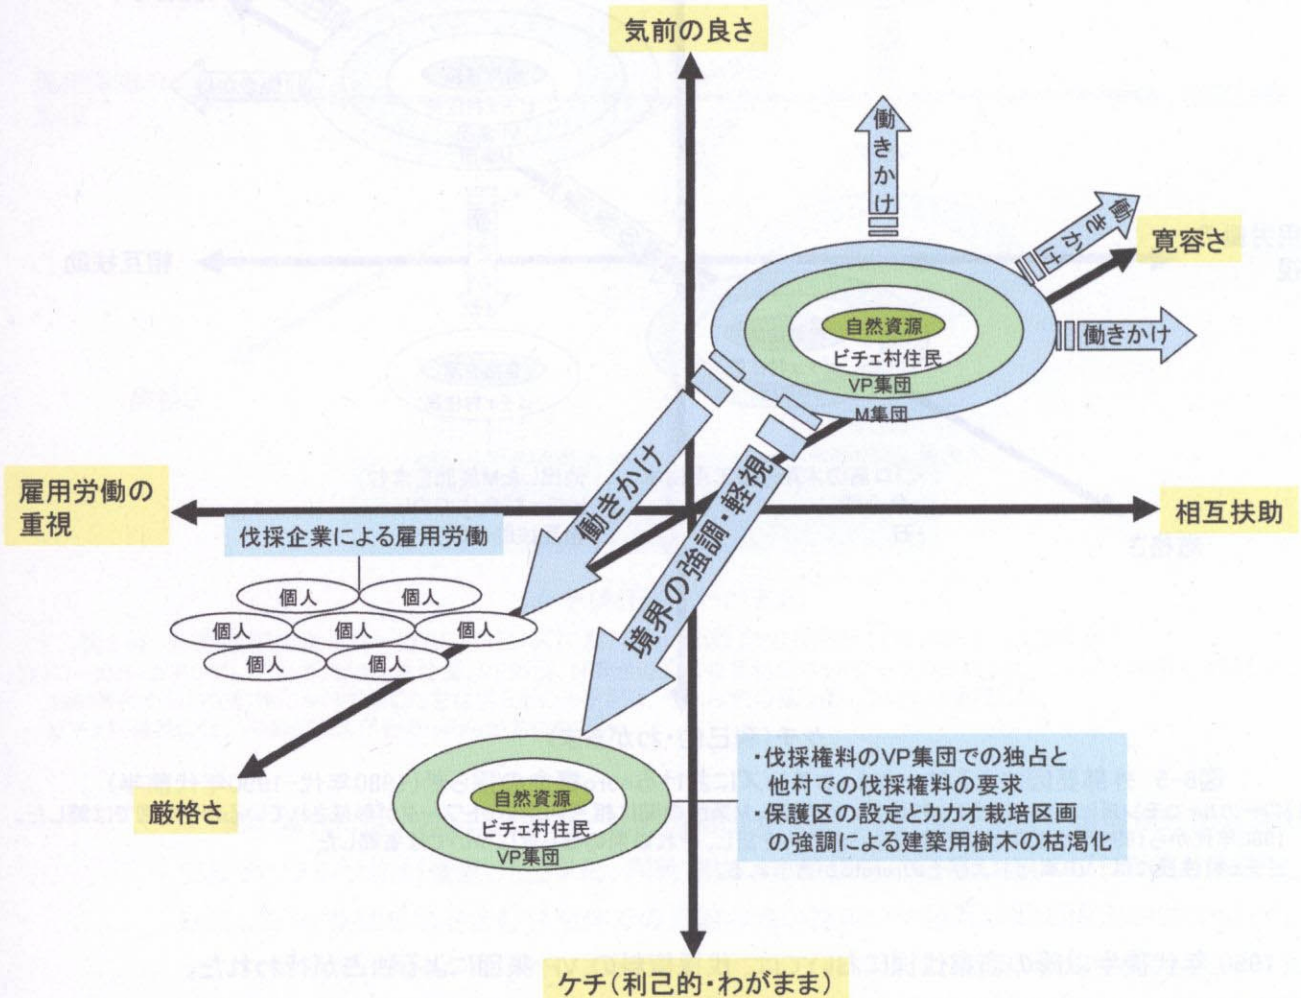 気前の良さ
働きかけ
働きかけ
寛容さ
働きかけ
自然資源
ビチェ村住民
VP集団
M集団
働きかけ
境界の強調・軽視
雇用労働の
重視
相互扶助
伐採企業による雇用労働
個人
個人
個人
個人
個人
個人
個人
厳格さ
自然資源
ビチェ村住民
VP集団
・伐採権料のVP集団での独占と
他村での伐採権料の要求
・保護区の設定とカカオ栽培区画
の強調による建築用樹木の枯渇化
ケチ(利己的・わがまま)